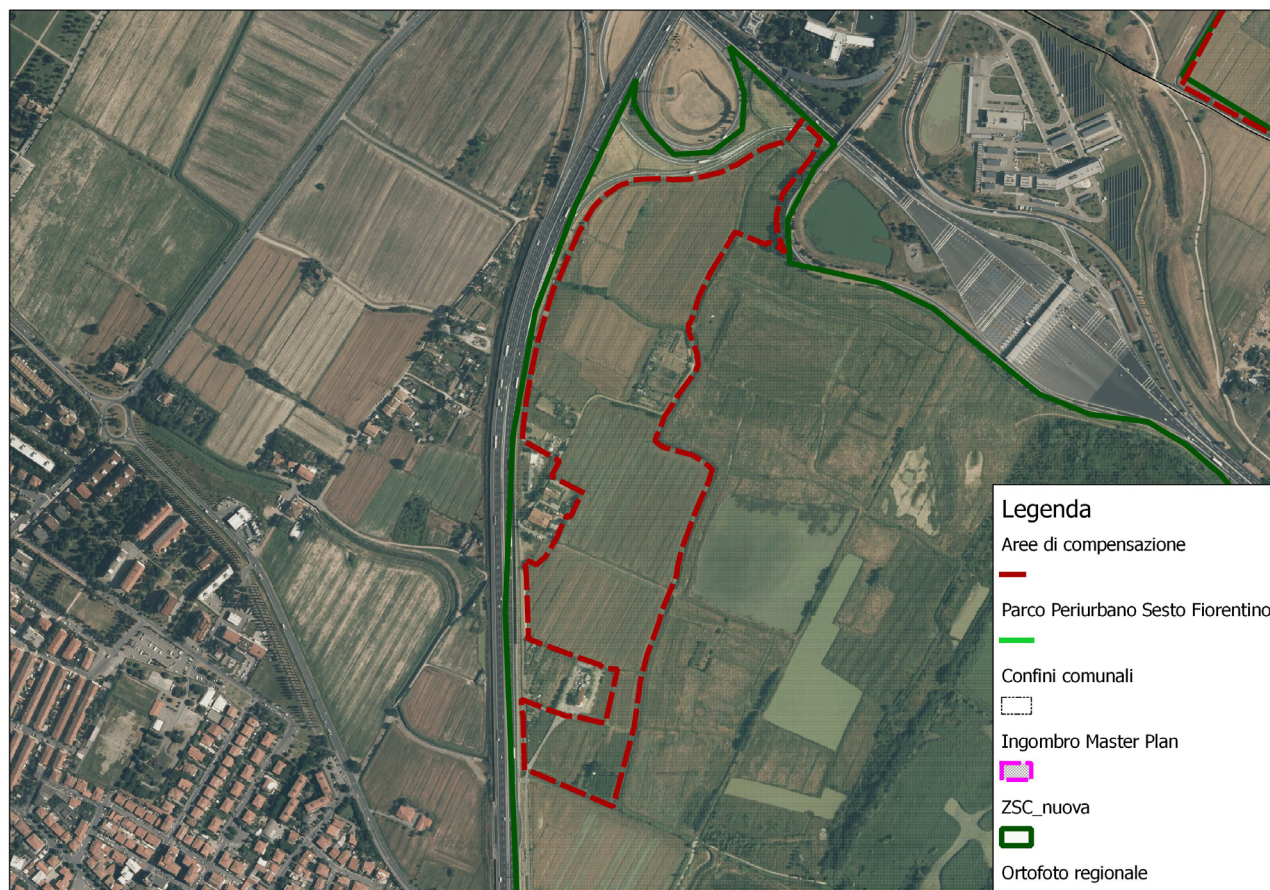 Legenda
Aree di compensazione
Parco Periurbano Sesto Fiorentino
Confini comunali
Ingombro Master Plan
ZSC_nuova
Ortofoto regionale